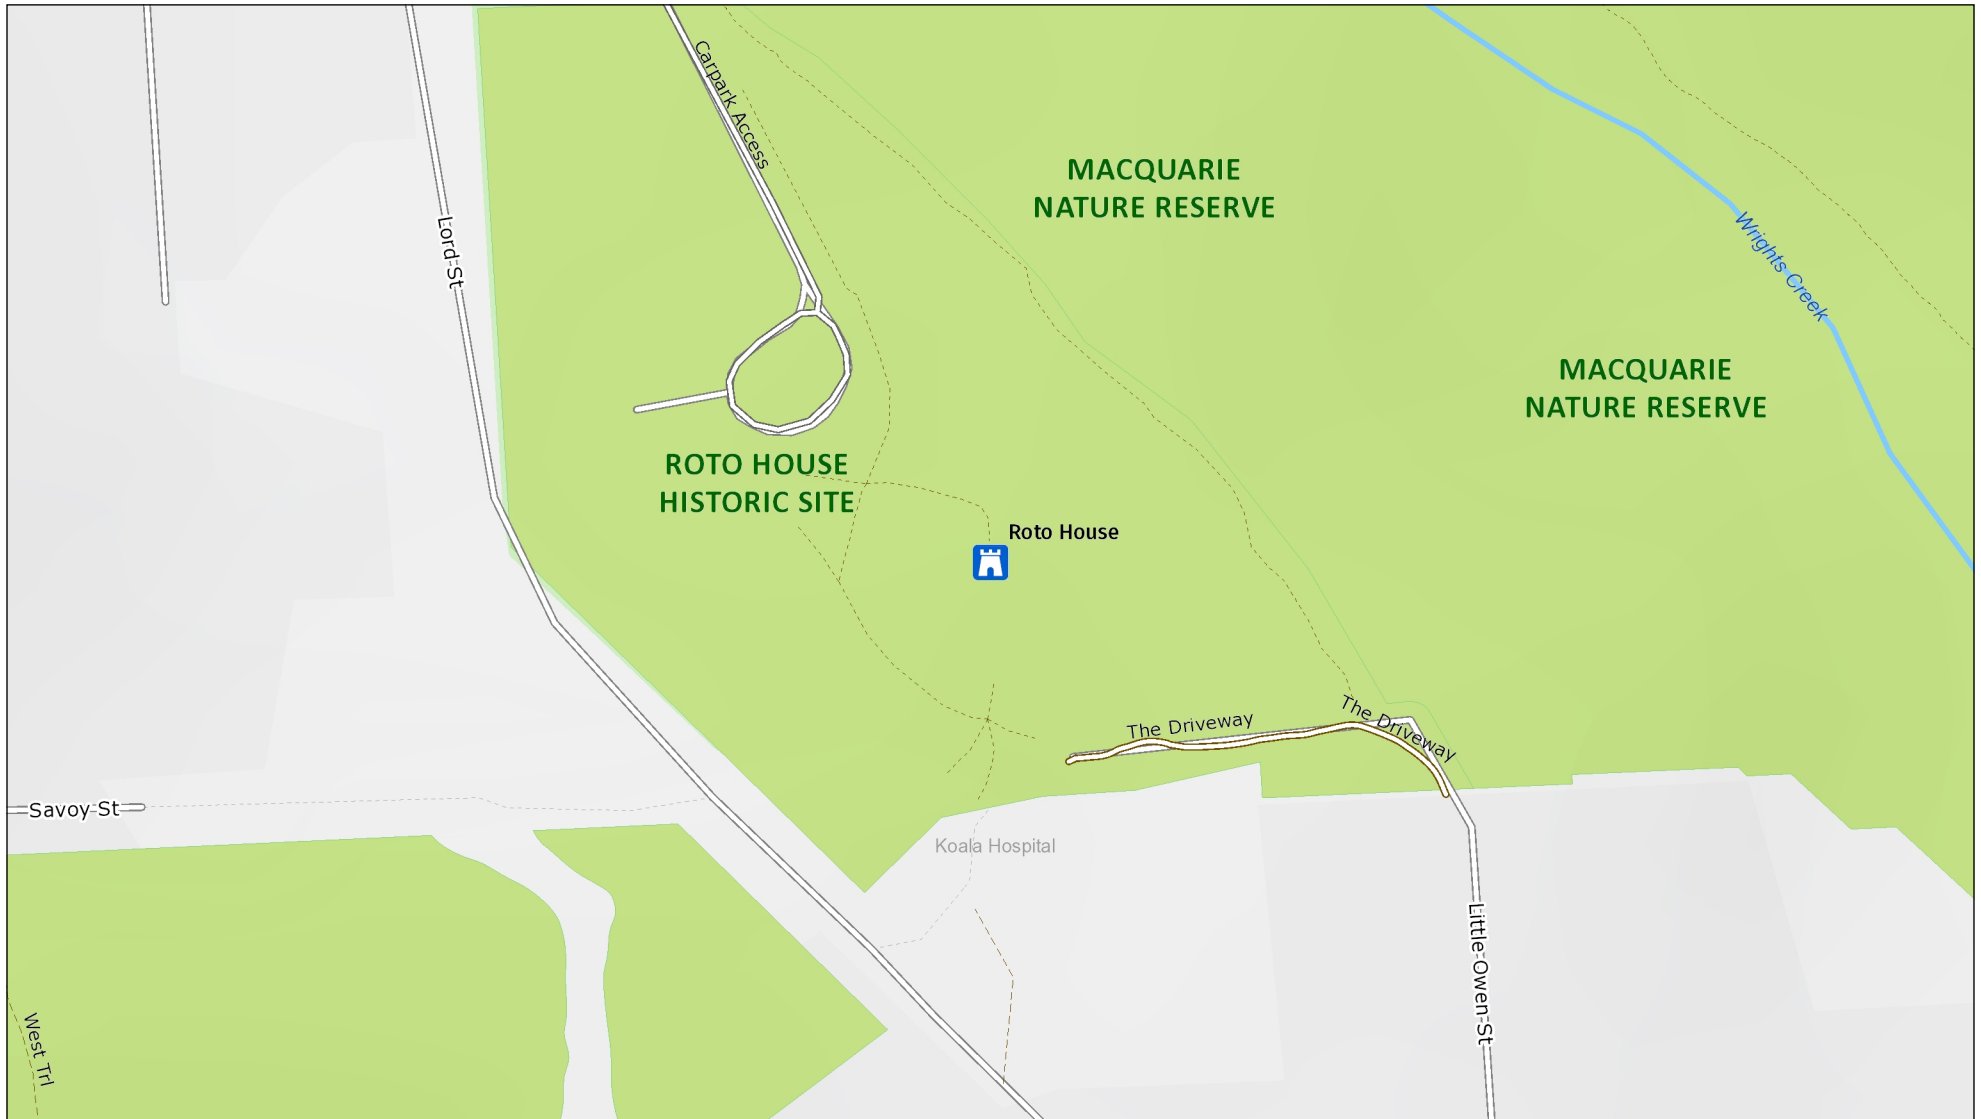 Carpark Access
MACQUARIE
NATURE RESERVE
Lord St
Wrights Creek
MACQUARIE
NATURE RESERVE
ROTO HOUSE
HISTORIC SITE
Roto House
The Driveway
The Driveway
Savoy St
Koala Hospital
Little Owen St
West Trl